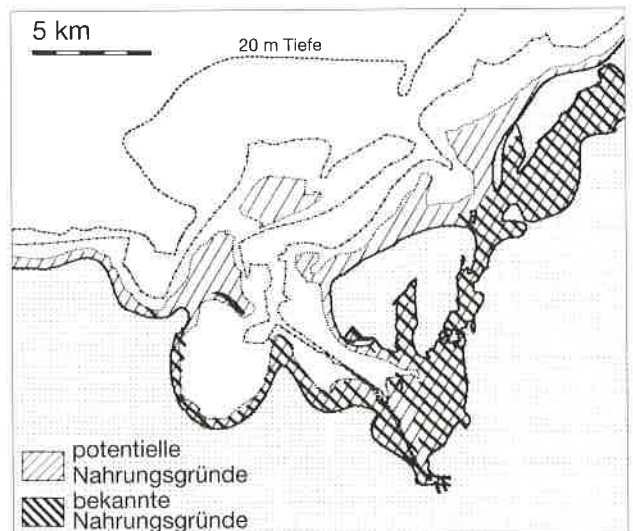 5 km
20 m Tiefe
potentielle
Nahrungsgründe
bekannte
Nahrungsgründe